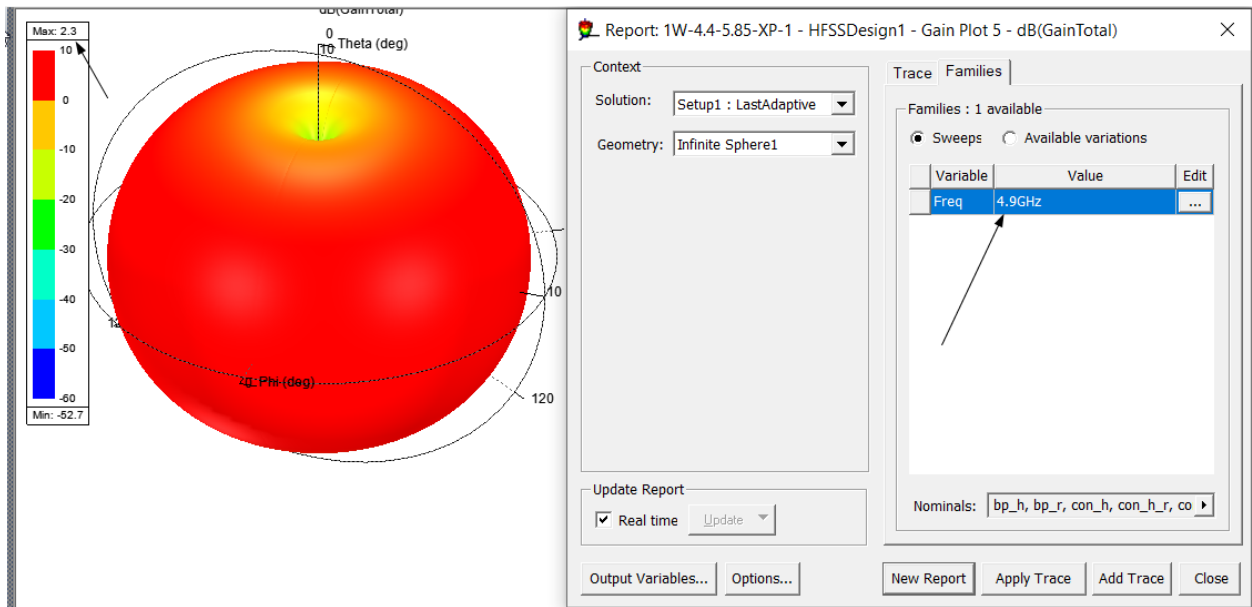 dB(GainTotal)
Max: 2.3
10
0
-10
-20
-30
-40
-50
-60
Min: -52.7
0
10
Theta (deg)
10
Phi (deg)
120
Report: 1W-4.4-5.85-XP-1 - HFSSDesign1 - Gain Plot 5 - dB(GainTotal)
Context
Solution: Setup1 : LastAdaptive
Geometry: Infinite Sphere1
Update Report
Real time Update
Output Variables... Options...
Trace Families
Families : 1 available
Sweeps Available variations
Variable Value Edit
Freq 4.9GHz ...
Nominals: bp_h, bp_r, con_h, con_h_r, co
New Report Apply Trace Add Trace Close